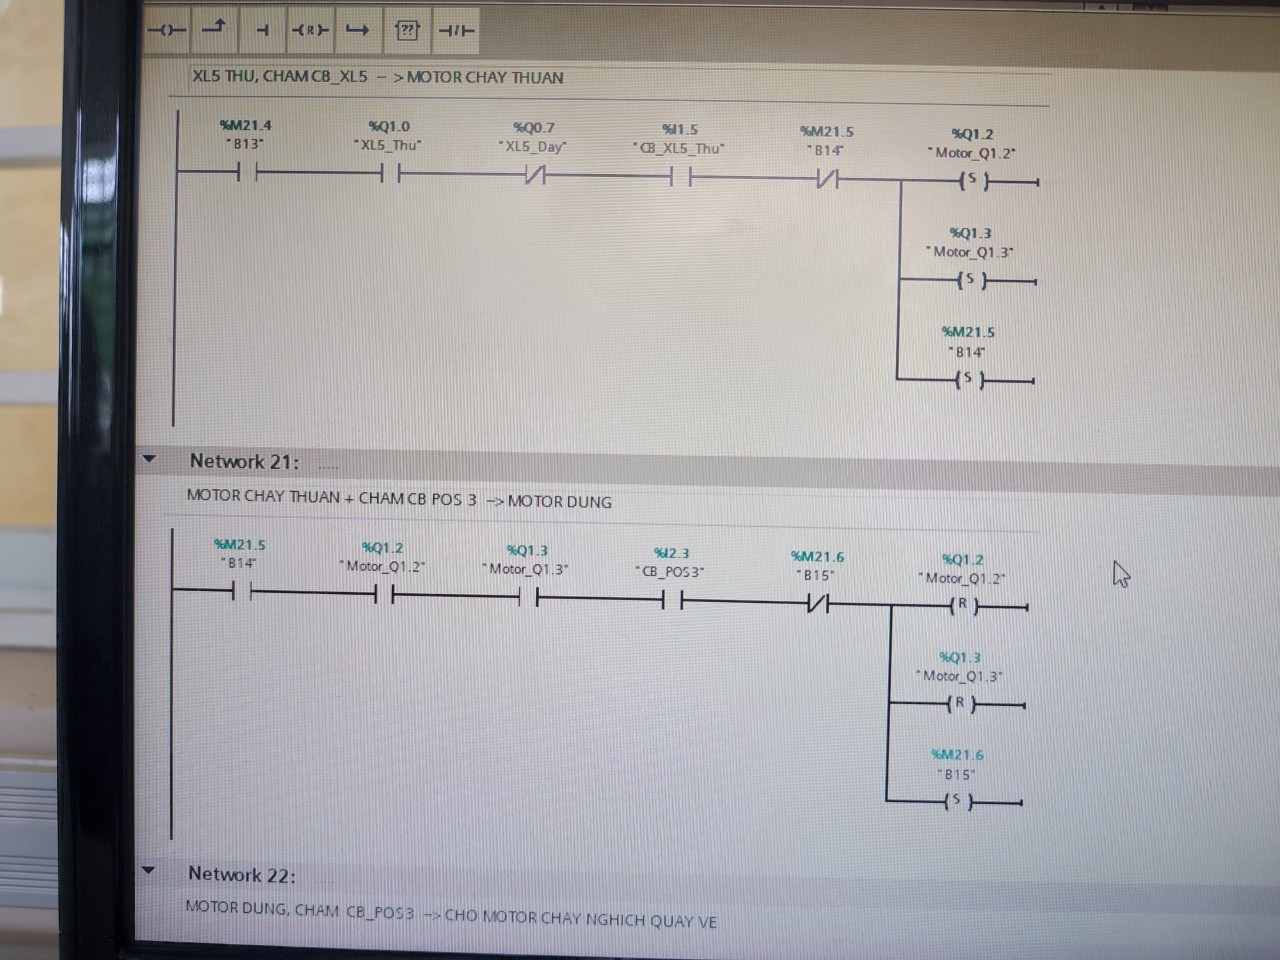 (R)
??
XL5 THU, CHAM CB_XL5 – > MOTOR CHAY THUAN
%M21.4 %Q1.0 %Q0.7 %I1.5 %M21.5 %Q1.2
"B13" "XL5_Thu" "XL5_Day" "CB_XL5_Thu" "B14" "Motor_Q1.2"
S
%Q1.3
"Motor_Q1.3"
S
%M21.5
"B14"
S
Network 21: .....
MOTOR CHAY THUAN + CHAM CB POS 3 –> MOTOR DUNG
%M21.5 %Q1.2 %Q1.3 %I2.3 %M21.6 %Q1.2
"B14" "Motor_Q1.2" "Motor_Q1.3" "CB_POS3" "B15" "Motor_Q1.2"
R
%Q1.3
"Motor_Q1.3"
R
%M21.6
"B15"
S
Network 22: .....
MOTOR DUNG, CHAM CB_POS3 –> CHO MOTOR CHAY NGHICH QUAY VE